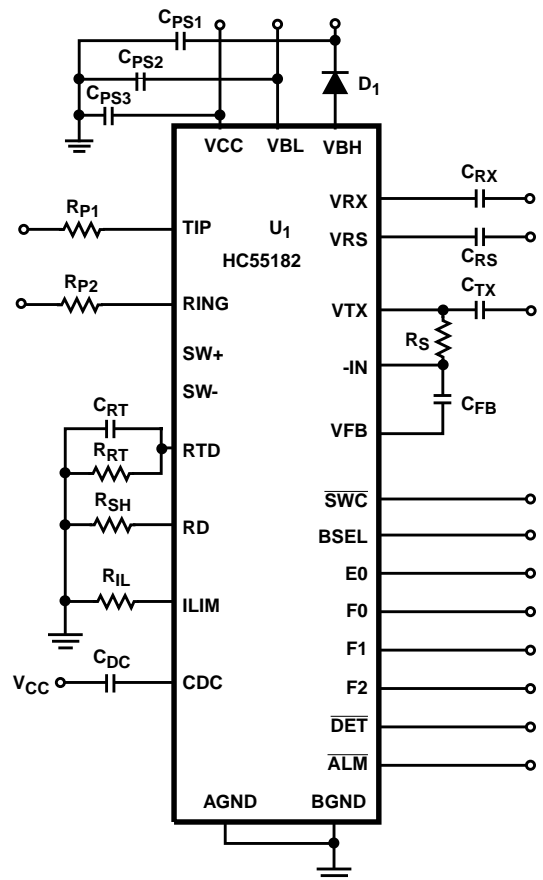 CPS1
CPS2
D1
CPS3
VCC VBL VBH
CRX
VRX
RP1
TIP
U1
VRS
HC55182
CRS
RP2
CTX
RING
VTX
RS
SW+
-IN
SW-
CFB
CRT
VFB
RTD
RRT
RSH
SWC
RD
BSEL
E0
RIL
ILIM
F0
CDC
F1
VCC
CDC
F2
DET
ALM
AGND BGND